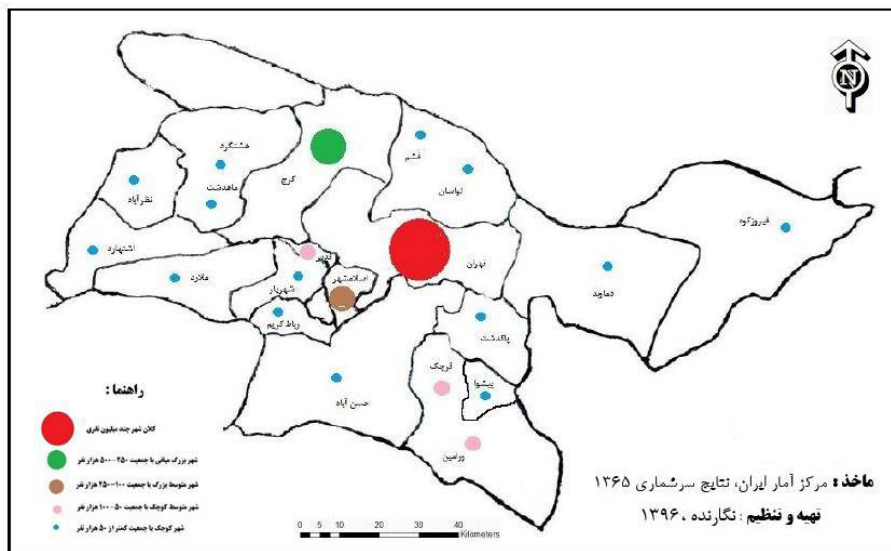 N
فشم
لواسان
هشتگرد
ماهدشت
نظرآباد
کرج
فیروزکوه
اشتهارد
ملارد
قدس
شهریار
اسلامشهر
رباط کریم
تهران
دماوند
پاکدشت
قرچک
پیشوا
حسن آباد
ورامین
راهنما :
کلان شهر چند میلیون نفری
شهر بزرگ میانی با جمعیت ۲۵۰-۵۰۰ هزار نفر
شهر متوسط بزرگ با جمعیت ۱۰۰-۲۵۰ هزار نفر
شهر متوسط کوچک با جمعیت ۵۰-۱۰۰ هزار نفر
شهر کوچک با جمعیت کمتر از ۵۰ هزار نفر
ماخذ : مرکز آمار ایران، نتایج سرشماری ۱۳۶۵
تهیه و تنظیم : نگارنده ، ۱۳۹۶
0 5 10 20 30 40
Kilometers